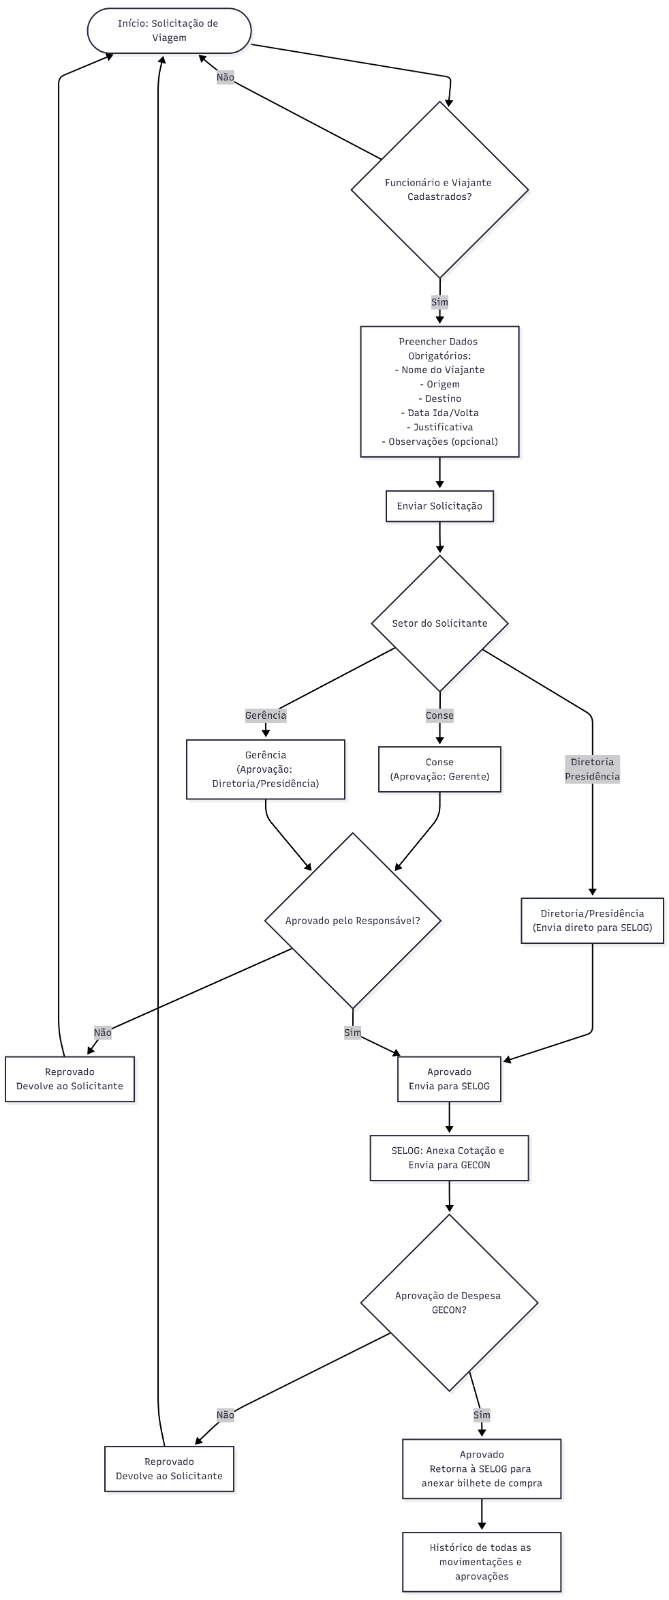 Início: Solicitação de
Viagem
Não
Funcionário e Viajante
Cadastrados?
Sim
Preencher Dados
Obrigatórios:
- Nome do Viajante
- Origem
- Destino
- Data Ida/Volta
- Justificativa
- Observações (opcional)
Enviar Solicitação
Setor do Solicitante
Gerência
Conse
Diretoria
Presidência
Gerência
(Aprovação:
Diretoria/Presidência)
Conse
(Aprovação: Gerente)
Aprovado pelo Responsável?
Diretoria/Presidência
(Envia direto para SELOG)
Não
Sim
Reprovado
Devolve ao Solicitante
Aprovado
Envia para SELOG
SELOG: Anexa Cotação e
Envia para GECON
Aprovação de Despesa
GECON?
Não
Sim
Reprovado
Devolve ao Solicitante
Aprovado
Retorna à SELOG para
anexar bilhete de compra
Histórico de todas as
movimentações e
aprovações